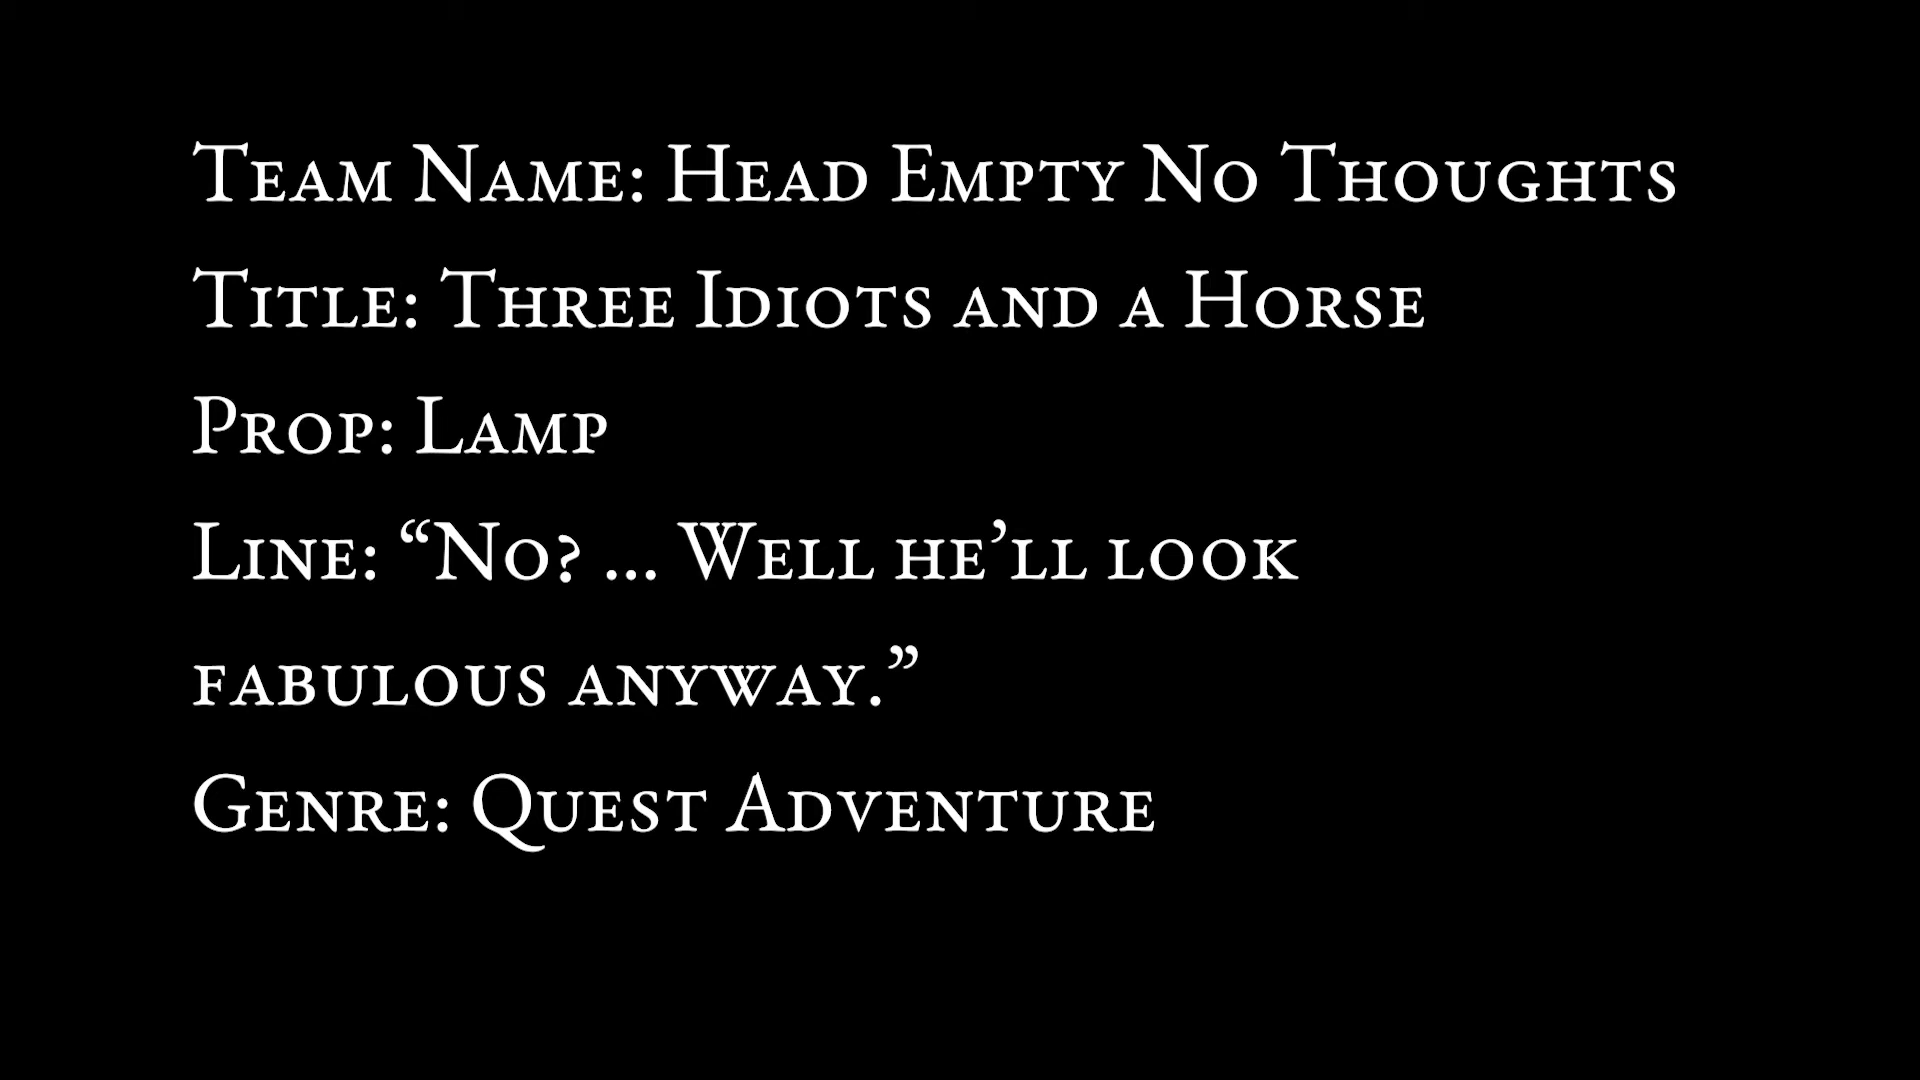 Team Name: Head Empty No Thoughts
Title: Three Idiots and a Horse
Prop: Lamp
Line: “No? ... Well he’ll look
fabulous anyway.”
Genre: Quest Adventure